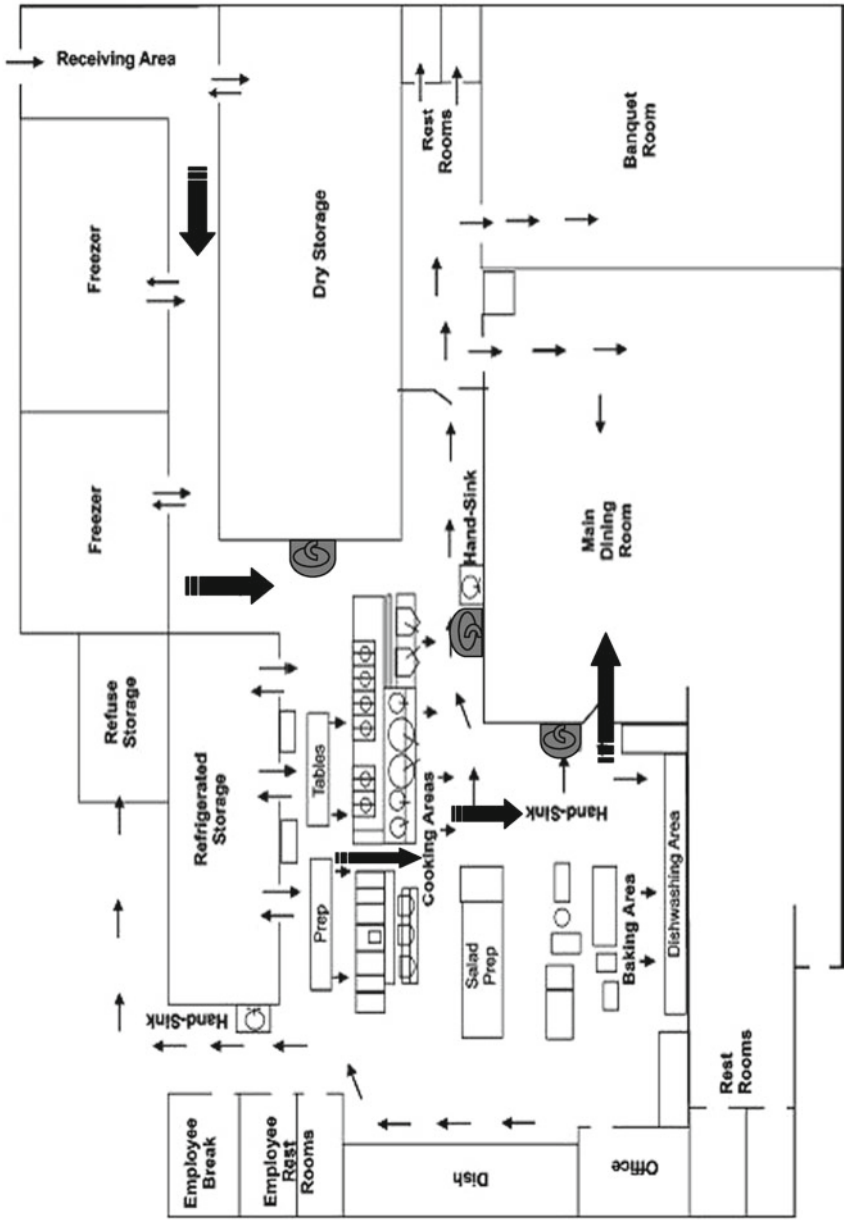 Receiving Area
Rest
Rooms
Banquet
Room
Freezer
Dry Storage
Freezer
Hand-Sink
Main
Dining
Room
Refuse
Storage
Refrigerated
Storage
Tables
Cooking Areas
Hand-Sink
Prep
Salad
Prep
Baking Area
Dishwashing Area
Hand-Sink
Rest
Rooms
Employee
Break
Employee
Rest
Rooms
Dish
Office